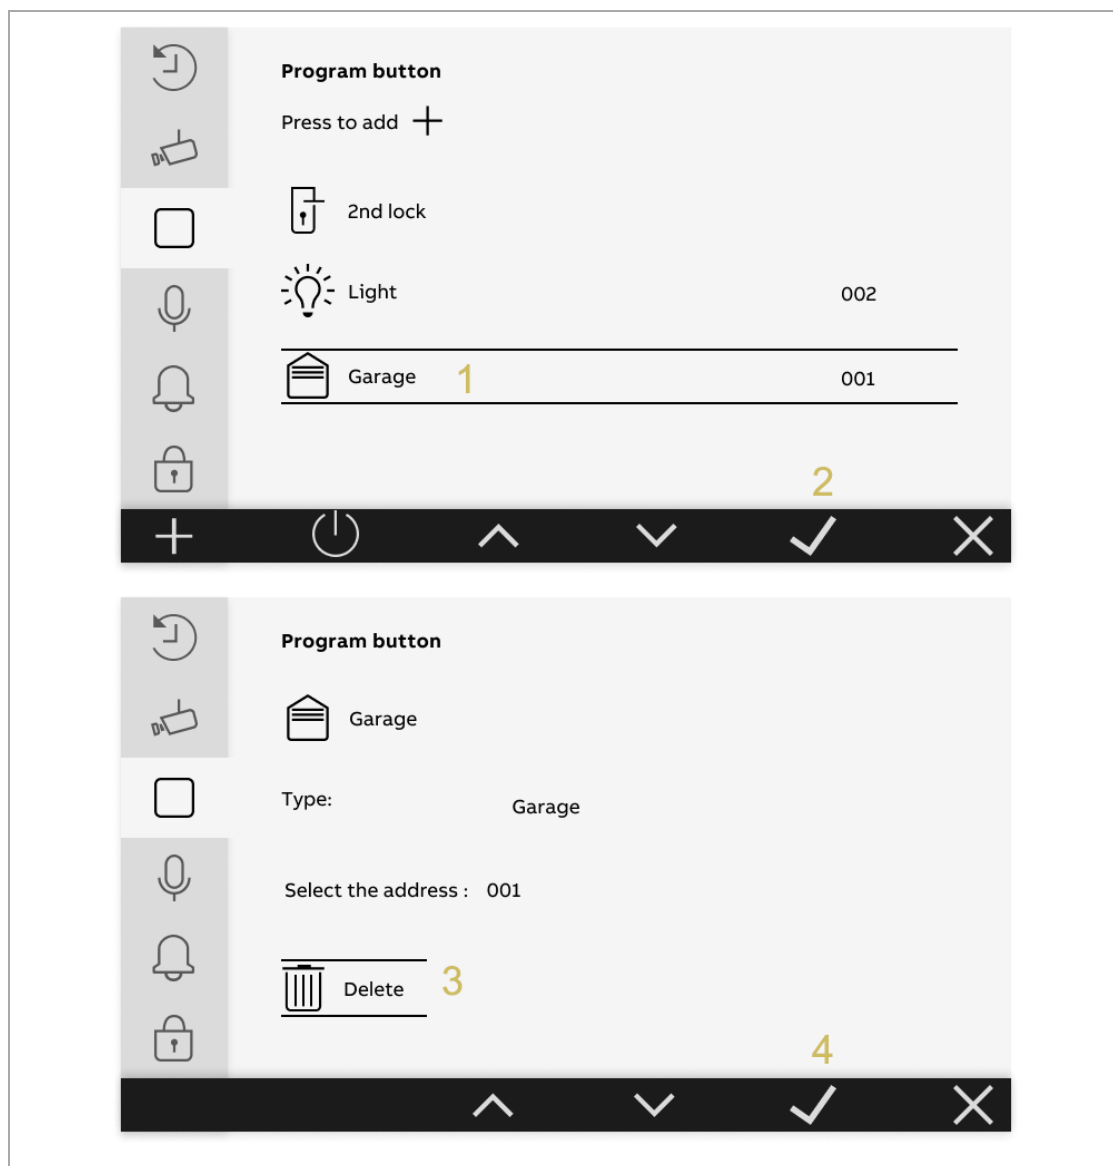 Program button
Press to add
2nd lock
Light 002
Garage 1 001
2
Program button
Garage
Type: Garage
Select the address : 001
Delete 3
4